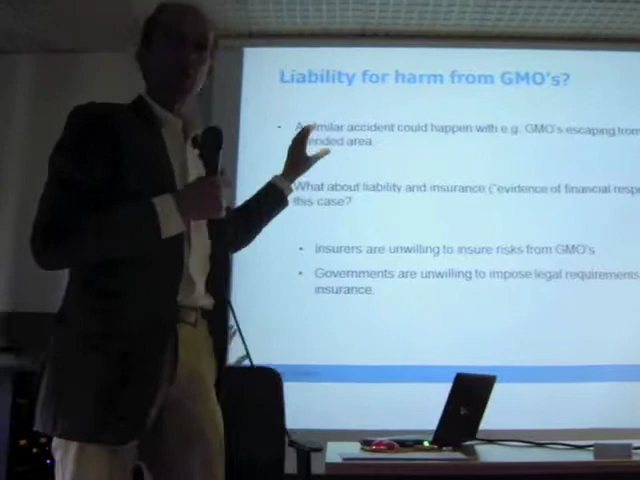 Liability for harm from GMO's?
• A similar accident could happen with e.g. GMO's escaping from
ended area.
What about liability and insurance ("evidence of financial resp
this case?
• Insurers are unwilling to insure risks from GMO's
• Governments are unwilling to impose legal requirements
insurance.